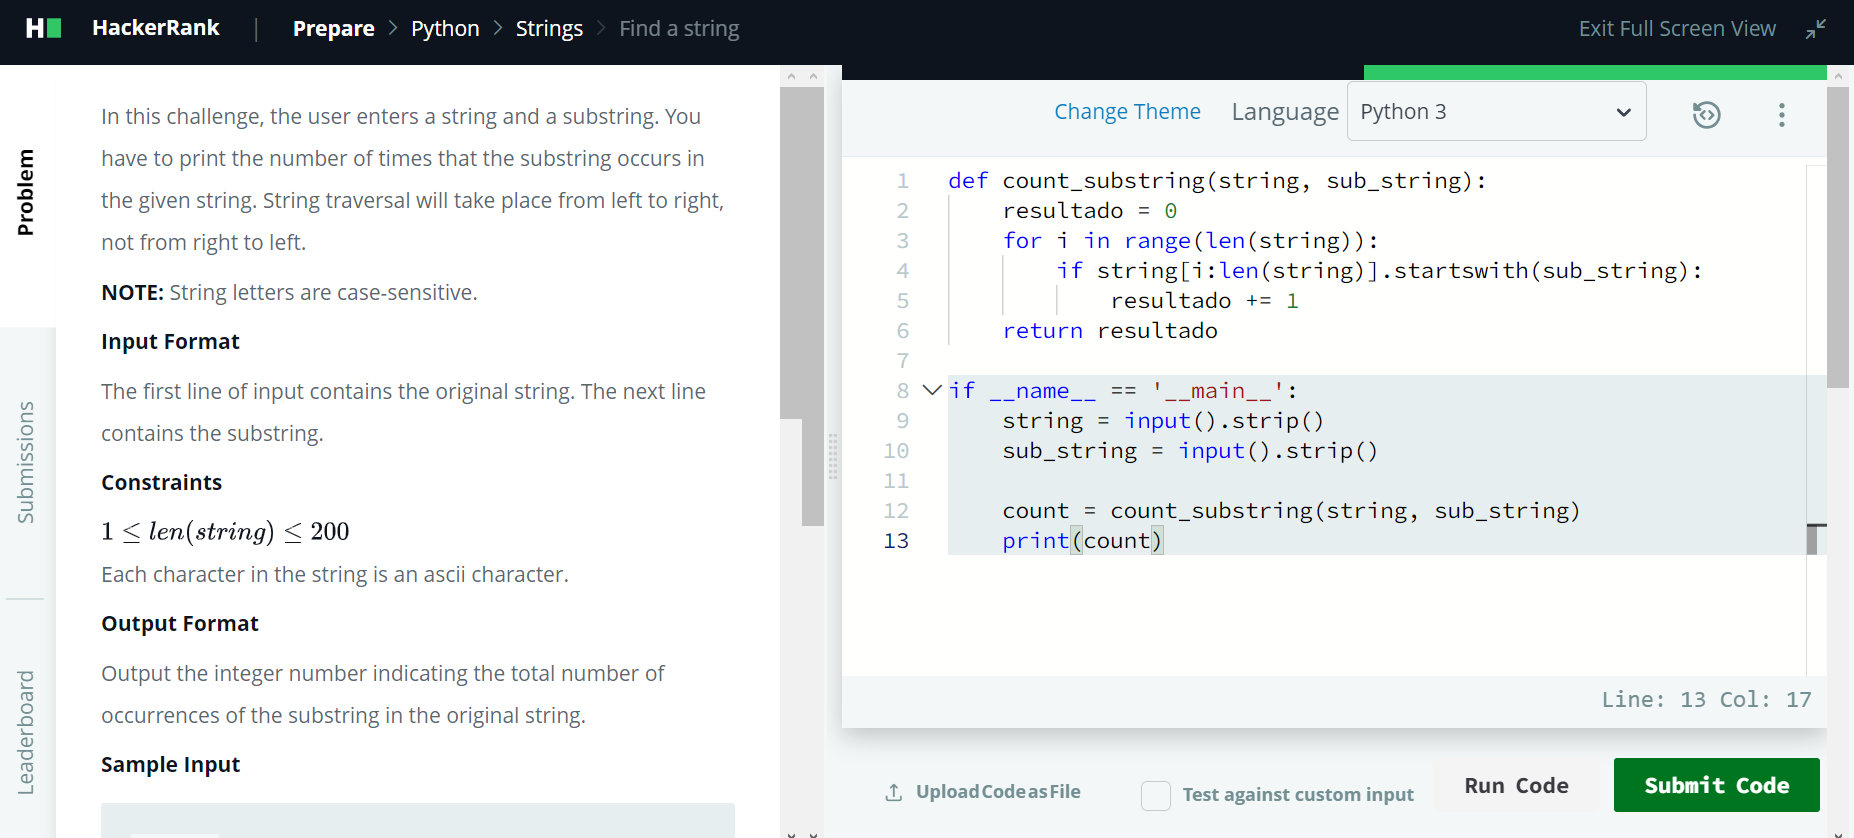 HackerRank | Prepare > Python > Strings > Find a string
Exit Full Screen View
Problem
Submissions
Leaderboard
In this challenge, the user enters a string and a substring. You
have to print the number of times that the substring occurs in
the given string. String traversal will take place from left to right,
not from right to left.
NOTE: String letters are case-sensitive.
Input Format
The first line of input contains the original string. The next line
contains the substring.
Constraints
1 ≤ len(string) ≤ 200
Each character in the string is an ascii character.
Output Format
Output the integer number indicating the total number of
occurrences of the substring in the original string.
Sample Input
Change Theme Language Python 3
1 def count_substring(string, sub_string):
2     resultado = 0
3     for i in range(len(string)):
4         if string[i:len(string)].startswith(sub_string):
5             resultado += 1
6     return resultado
7
8 if __name__ == '__main__':
9     string = input().strip()
10     sub_string = input().strip()
11
12     count = count_substring(string, sub_string)
13     print(count)
Line: 13 Col: 17
Upload Code as File
Test against custom input
Run Code
Submit Code